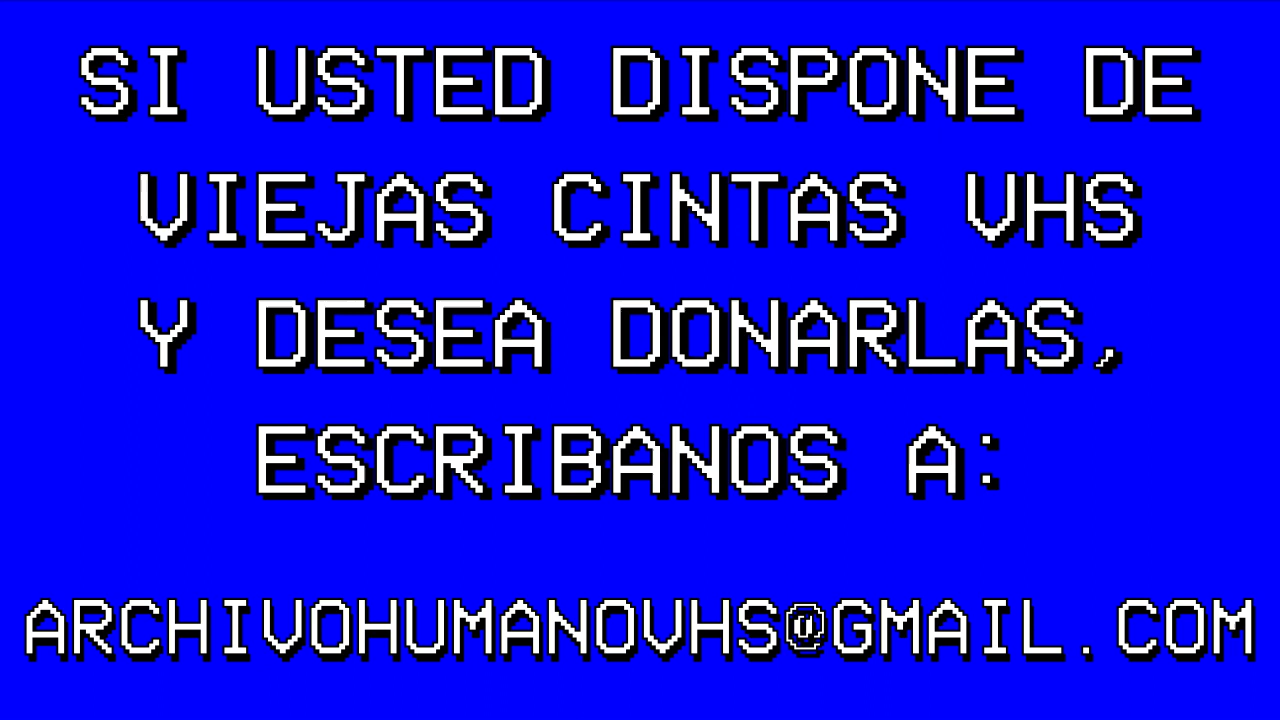 SI USTED DISPONE DE
VIEJAS CINTAS VHS
Y DESEA DONARLAS,
ESCRIBANOS A:
ARCHIVOHUMANOVHS@GMAIL.COM